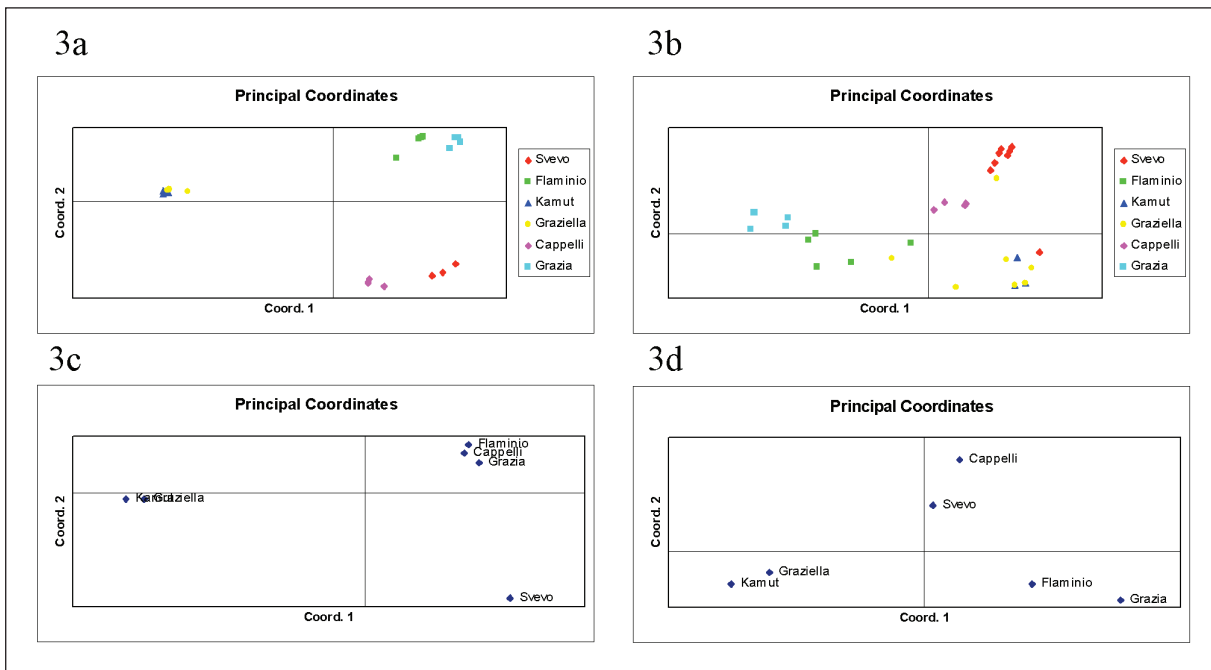 3a
Principal Coordinates
Coord. 2
Coord. 1
Svevo
Flaminio
Kamut
Graziella
Cappelli
Grazia
3b
Principal Coordinates
Coord. 2
Coord. 1
Svevo
Flaminio
Kamut
Graziella
Cappelli
Grazia
3c
Principal Coordinates
Coord. 2
Flaminio
Cappelli
Grazia
Kamut
Graziella
Svevo
Coord. 1
3d
Principal Coordinates
Coord. 2
Cappelli
Svevo
Graziella
Kamut
Flaminio
Grazia
Coord. 1